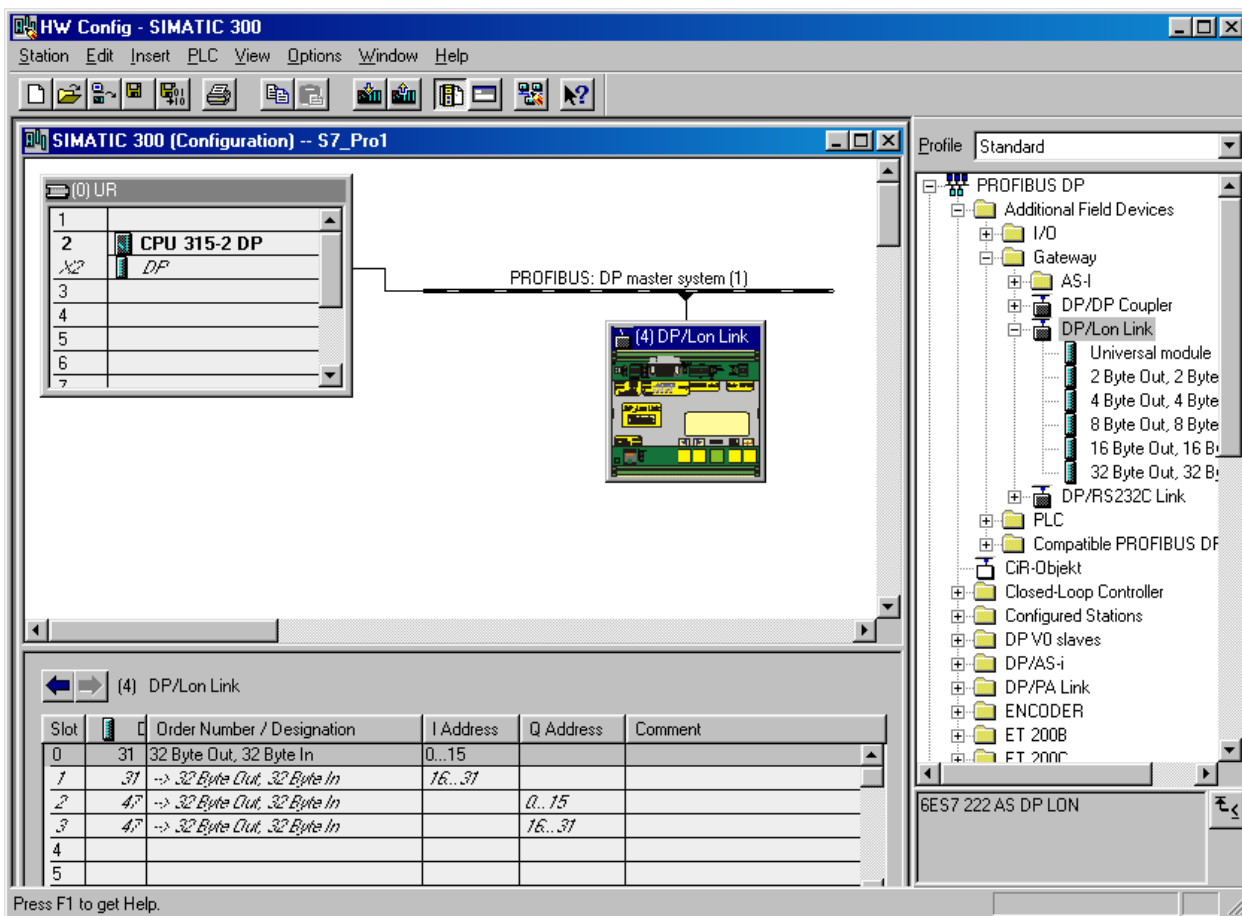 HW Config - SIMATIC 300
Station Edit Insert PLC View Options Window Help
SIMATIC 300 (Configuration) -- S7_Pro1
(0) UR
1
2 CPU 315-2 DP
X2 DP
3
4
5
6
7
PROFIBUS: DP master system (1)
(4) DP/Lon Link
Profile Standard
PROFIBUS DP
Additional Field Devices
I/O
Gateway
AS-I
DP/DP Coupler
DP/Lon Link
Universal module
2 Byte Out, 2 Byte
4 Byte Out, 4 Byte
8 Byte Out, 8 Byte
16 Byte Out, 16 By
32 Byte Out, 32 By
DP/RS232C Link
PLC
Compatible PROFIBUS DP
CiR-Objekt
Closed-Loop Controller
Configured Stations
DP V0 slaves
DP/AS-i
DP/PA Link
ENCODER
ET 200B
ET 200C
6ES7 222 AS DP LON
(4) DP/Lon Link
Slot D Order Number / Designation I Address Q Address Comment
0 31 32 Byte Out, 32 Byte In 0...15
1 31 --> 32 Byte Out, 32 Byte In 16...31
2 47 --> 32 Byte Out, 32 Byte In 0...15
3 47 --> 32 Byte Out, 32 Byte In 16...31
4
5
Press F1 to get Help.